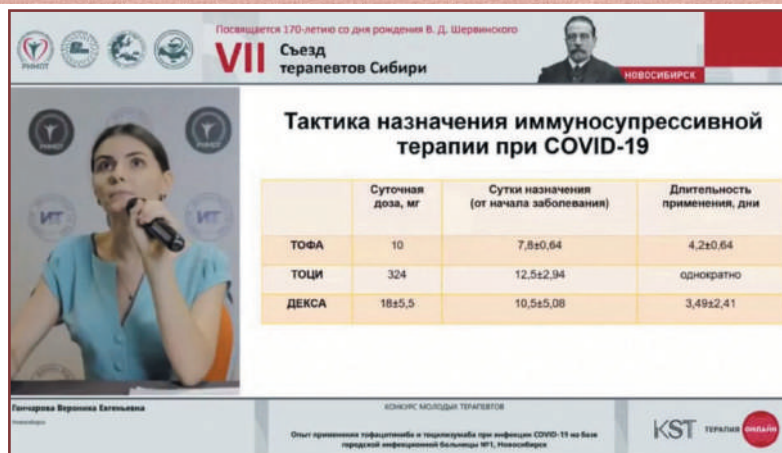 Посвящается 170-летию со дня рождения В. Д. Шервинского
VII Съезд
терапевтов Сибири
НОВОСИБИРСК
РНМОТ
РНМОТ
Тактика назначения иммуносупрессивной
терапии при COVID-19
Суточная
доза, мг
Сутки назначения
(от начала заболевания)
Длительность
применения, дни
ТОФА 10 7,8±0,64 4,2±0,64
ТОЦИ 324 12,5±2,94 однократно
ДЕКСА 18±5,5 10,5±5,08 3,49±2,41
Гончарова Вероника Евгеньевна
Новосибирск
КОНКУРС МОЛОДЫХ ТЕРАПЕВТОВ
Опыт применения тофацитиниба и тоцилизумаба при инфекции COVID-19 на базе
городской инфекционной больницы №1, Новосибирск
KST ТЕРАПИЯ ОНЛАЙН